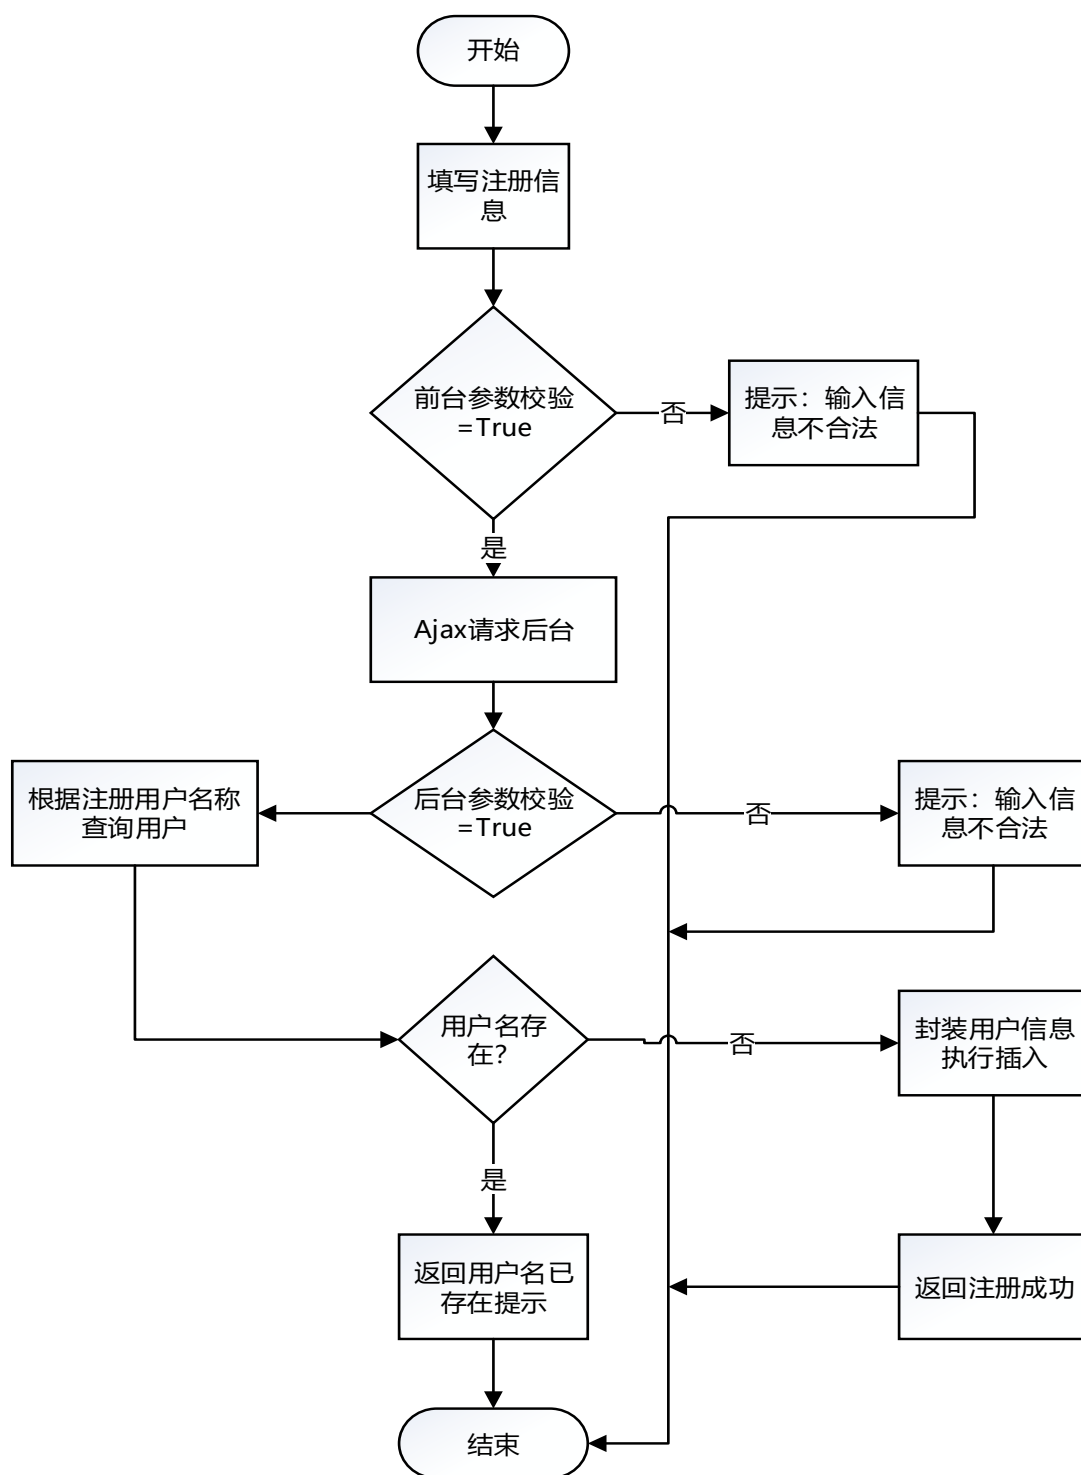 开始
填写注册信
息
前台参数校验
=True
否
提示：输入信
息不合法
是
Ajax请求后台
根据注册用户名称
查询用户
后台参数校验
=True
否
提示：输入信
息不合法
用户名存
在?
否
封装用户信息
执行插入
是
返回用户名已
存在提示
返回注册成功
结束